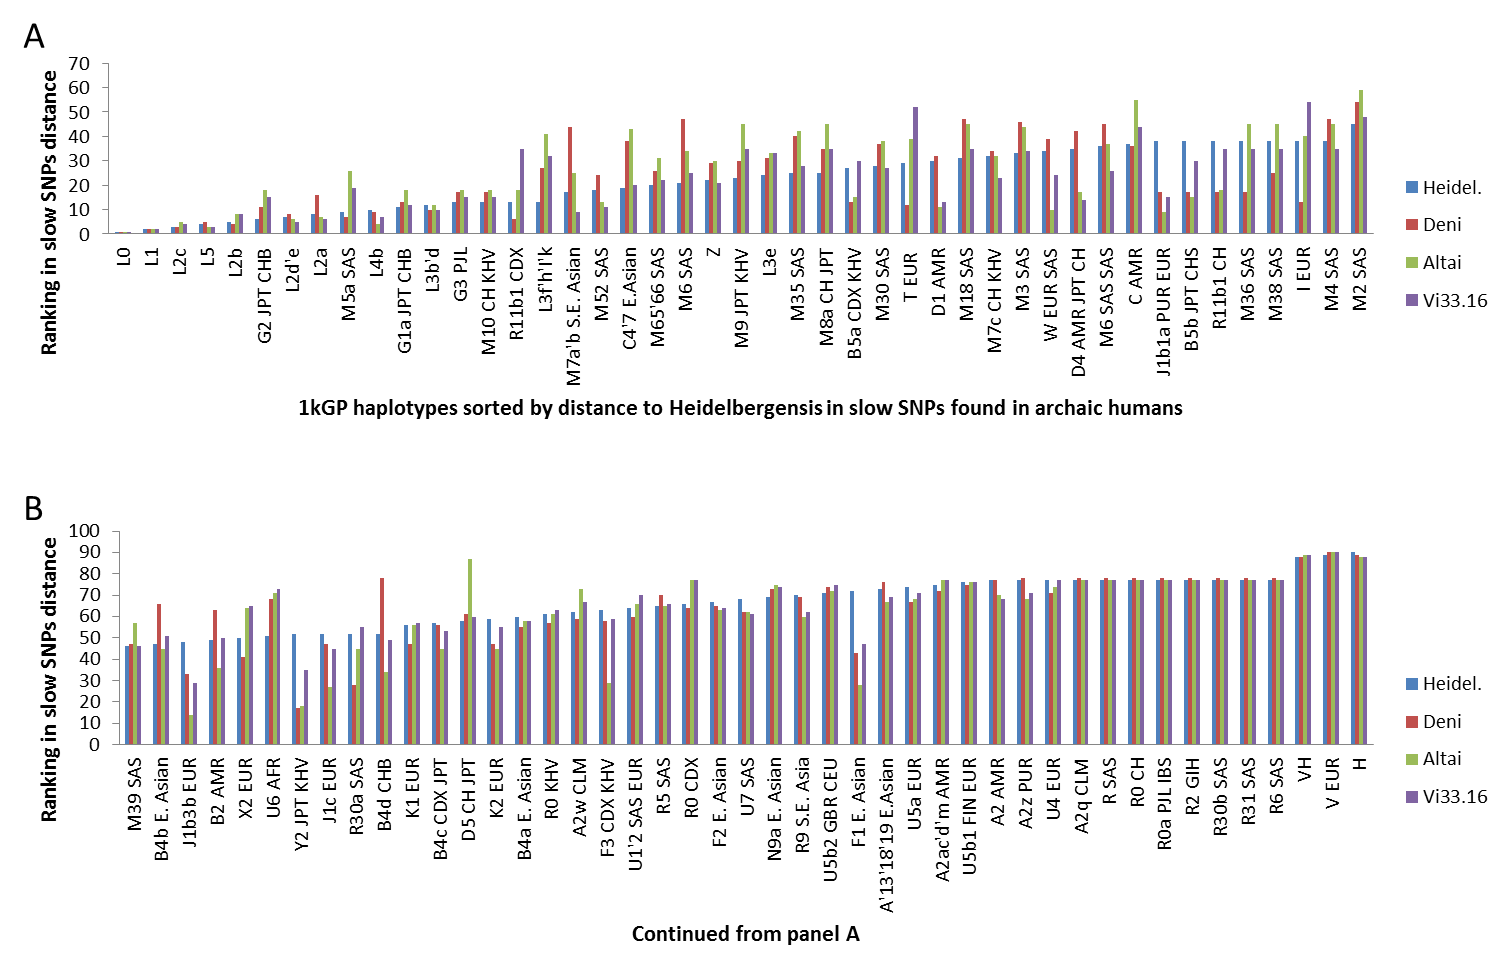 A
Ranking in slow SNPs distance
70
60
50
40
30
20
10
0
L0
L1
L2c
L5
L2b
G2 JPT CHB
L2d'e
L2a
M5a SAS
L4b
G1a JPT CHB
L3b'd
G3 PJL
M10 CH KHV
R11b1 CDX
L3f'h'i'k
M7a'b S.E. Asian
M52 SAS
C4'7 E.Asian
M65'66 SAS
M6 SAS
Z
M9 JPT KHV
L3e
M35 SAS
M8a CH JPT
B5a CDX KHV
M30 SAS
T EUR
D1 AMR
M18 SAS
M7c CH KHV
M3 SAS
W EUR SAS
D4 AMR JPT CH
M6 SAS SAS
C AMR
J1b1a PUR EUR
B5b JPT CHS
R11b1 CH
M36 SAS
M38 SAS
I EUR
M4 SAS
M2 SAS
Heidel.
Deni
Altai
Vi33.16
1kGP haplotypes sorted by distance to Heidelbergensis in slow SNPs found in archaic humans
B
Ranking in slow SNPs distance
100
90
80
70
60
50
40
30
20
10
0
M39 SAS
B4b E. Asian
J1b3b EUR
B2 AMR
X2 EUR
U6 AFR
Y2 JPT KHV
J1c EUR
R30a SAS
B4d CHB
K1 EUR
B4c CDX JPT
D5 CH JPT
K2 EUR
B4a E. Asian
R0 KHV
A2w CLM
F3 CDX KHV
U1'2 SAS EUR
R5 SAS
R0 CDX
F2 E. Asian
U7 SAS
N9a E. Asian
R9 S.E. Asia
U5b2 GBR CEU
F1 E. Asian
A'13'18'19 E.Asian
U5a EUR
A2ac'd'm AMR
U5b1 FIN EUR
A2 AMR
A2z PUR
U4 EUR
A2q CLM
R SAS
R0 CH
R0a PJL IBS
R2 GIH
R30b SAS
R31 SAS
R6 SAS
VH
V EUR
H
Heidel.
Deni
Altai
Vi33.16
Continued from panel A